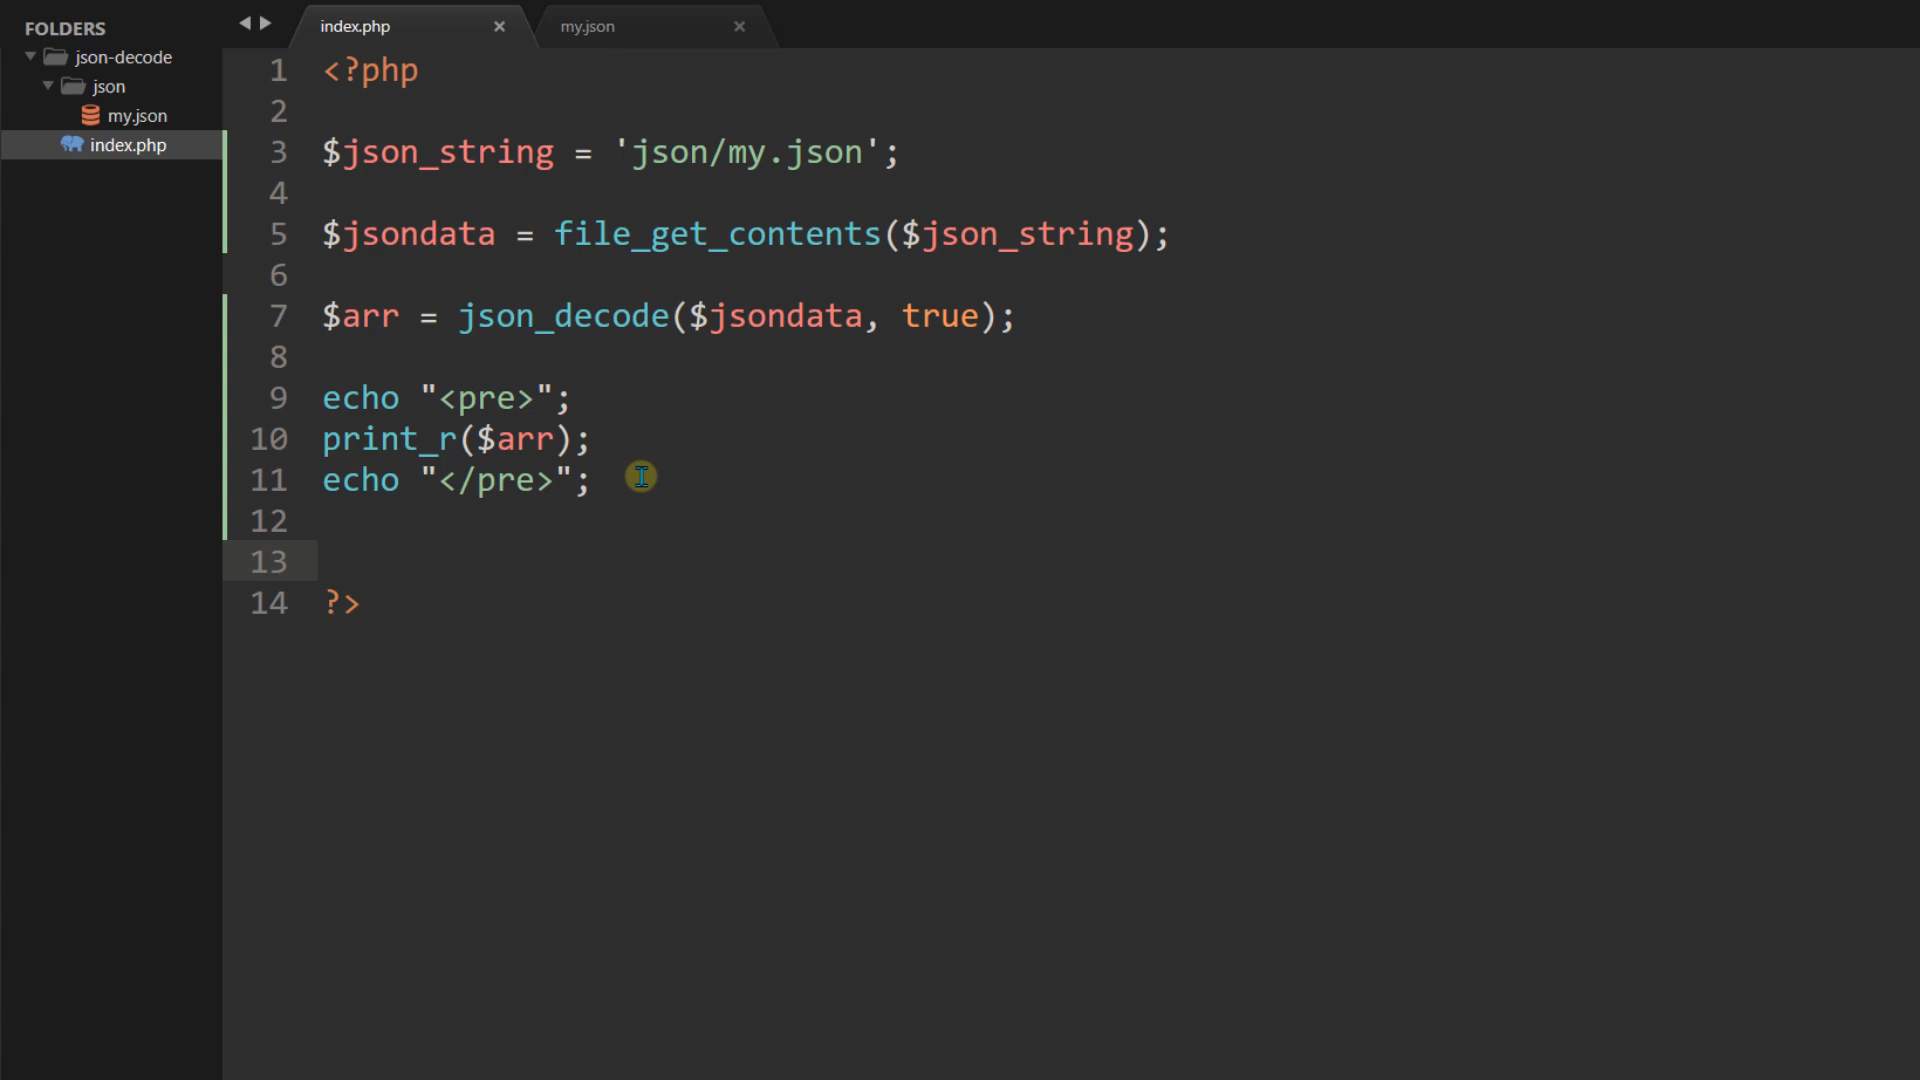 FOLDERS
json-decode
json
my.json
index.php
index.php ×
my.json ×
1 <?php
2
3 $json_string = 'json/my.json';
4
5 $jsondata = file_get_contents($json_string);
6
7 $arr = json_decode($jsondata, true);
8
9 echo "<pre>";
10 print_r($arr);
11 echo "</pre>";
12
13
14 ?>